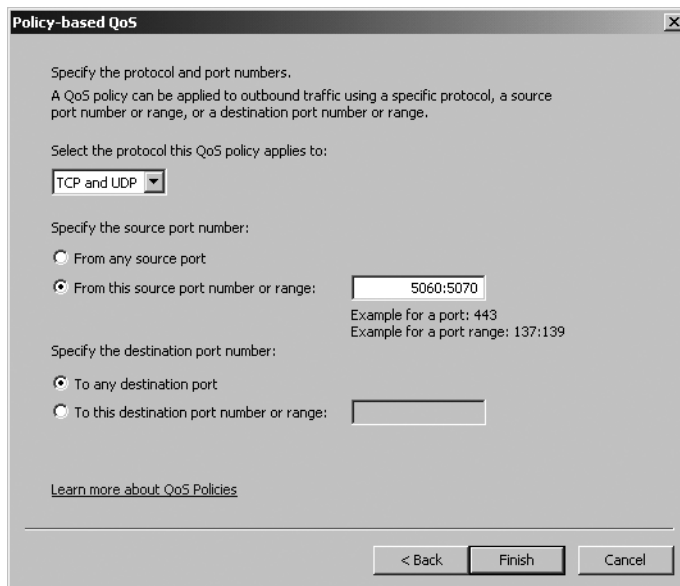 Policy-based QoS
Specify the protocol and port numbers.
A QoS policy can be applied to outbound traffic using a specific protocol, a source
port number or range, or a destination port number or range.
Select the protocol this QoS policy applies to:
TCP and UDP
Specify the source port number:
From any source port
From this source port number or range:
5060:5070
Example for a port: 443
Example for a port range: 137:139
Specify the destination port number:
To any destination port
To this destination port number or range:
Learn more about QoS Policies
< Back
Finish
Cancel